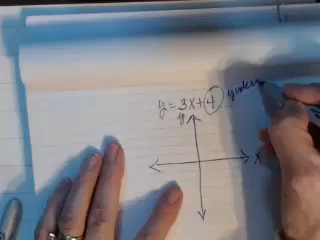 y = 3x + 4
y
x